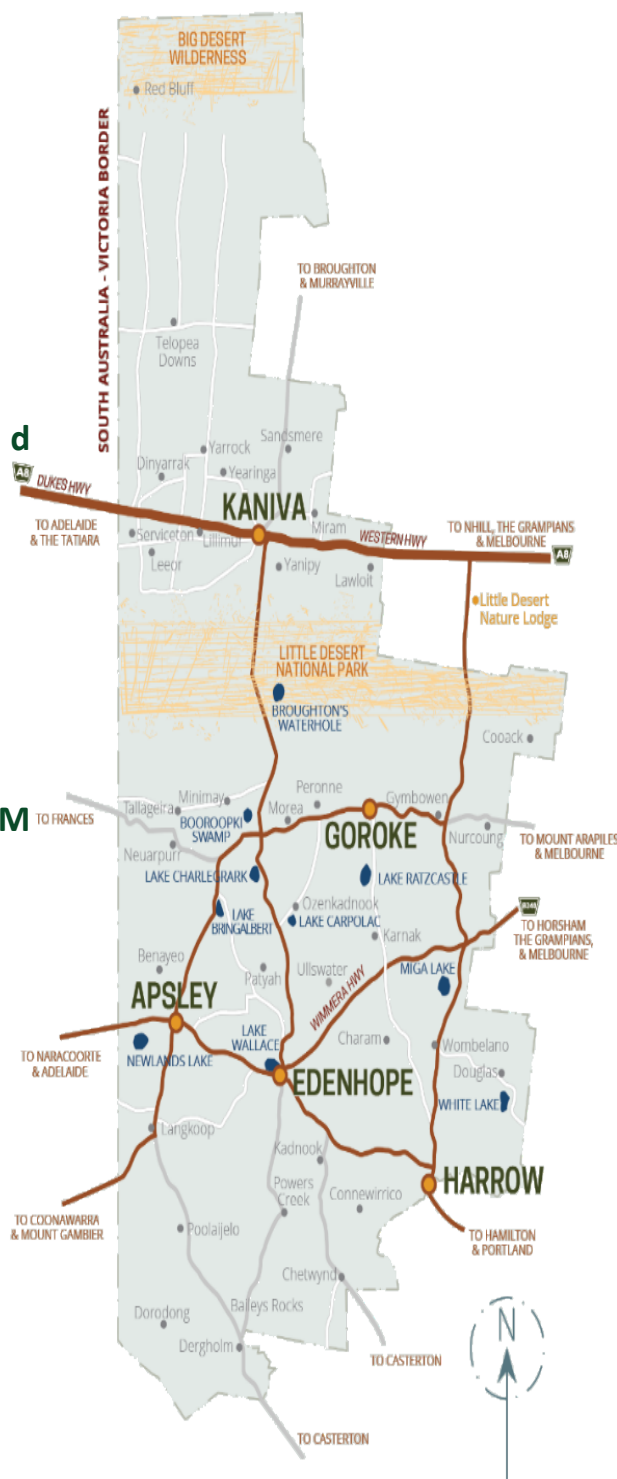 BIG DESERT
WILDERNESS
Red Bluff
SOUTH AUSTRALIA - VICTORIA BORDER
TO BROUGHTON
& MURRAYVILLE
Telopea
Downs
d
Sandsmere
Yarrock
Dinyarrak
Yearinga
A8
DUKES HWY
KANIVA
TO ADELAIDE
& THE TATIARA
Serviceton
Lillimur
Miram
WESTERN HWY
TO NHILL, THE GRAMPIANS
& MELBOURNE
A8
Leeor
Yanipy
Lawloit
Little Desert
Nature Lodge
LITTLE DESERT
NATIONAL PARK
BROUGHTON'S
WATERHOLE
Cooack
Minimay
Peronne
Tallageira
Gymbowen
M
TO FRANCES
BOOROOPKI
SWAMP
Morea
GOROKE
Nurcoung
TO MOUNT ARAPILES
& MELBOURNE
Neuarpurr
LAKE CHARLEGRARK
LAKE RATZCASTLE
LAKE
BRINGALBERT
Ozenkadnook
LAKE CARPOLAC
B240
TO HORSHAM
THE GRAMPIANS,
& MELBOURNE
Karnak
Benayeo
Patyah
Ullswater
WIMMERA HWY
MIGA LAKE
APSLEY
LAKE
WALLACE
Charam
Wombelano
TO NARACOORTE
& ADELAIDE
NEWLANDS LAKE
EDENHOPE
Douglas
WHITE LAKE
Langkoop
Kadnook
HARROW
Powers
Creek
Connewirrico
TO COONAWARRA
& MOUNT GAMBIER
Poolaijelo
TO HAMILTON
& PORTLAND
Chetwynd
Dorodong
Baileys Rocks
Dergholm
N
TO CASTERTON
TO CASTERTON